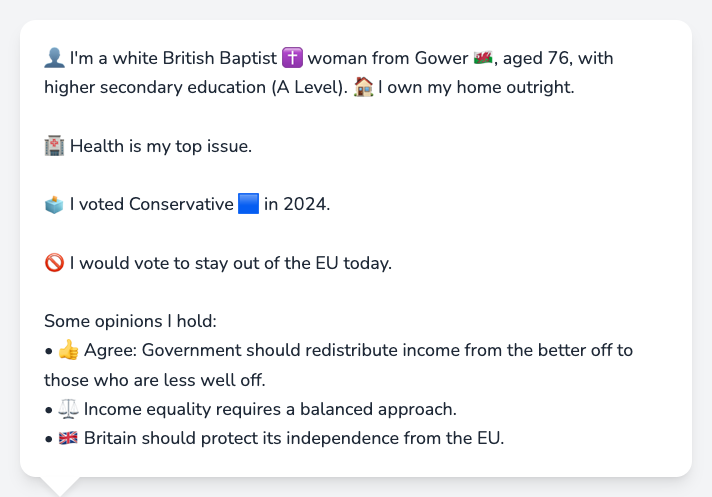 👤 I'm a white British Baptist ✝️ woman from Gower 🏴󠁧󠁢󠁷󠁬󠁳󠁿, aged 76, with
higher secondary education (A Level). 🏠 I own my home outright.
🏥 Health is my top issue.
🗳️ I voted Conservative 🟦 in 2024.
🚫 I would vote to stay out of the EU today.
Some opinions I hold:
• 👍 Agree: Government should redistribute income from the better off to
those who are less well off.
• ⚖️ Income equality requires a balanced approach.
• 🇬🇧 Britain should protect its independence from the EU.